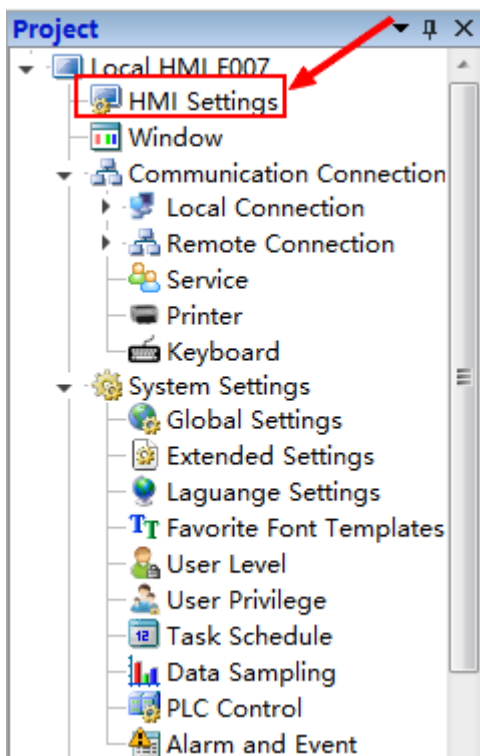 Project
Local HMI F007
HMI Settings
Window
Communication Connection
Local Connection
Remote Connection
Service
Printer
Keyboard
System Settings
Global Settings
Extended Settings
Laguange Settings
TT Favorite Font Templates
User Level
User Privilege
12 Task Schedule
Data Sampling
PLC Control
Alarm and Event